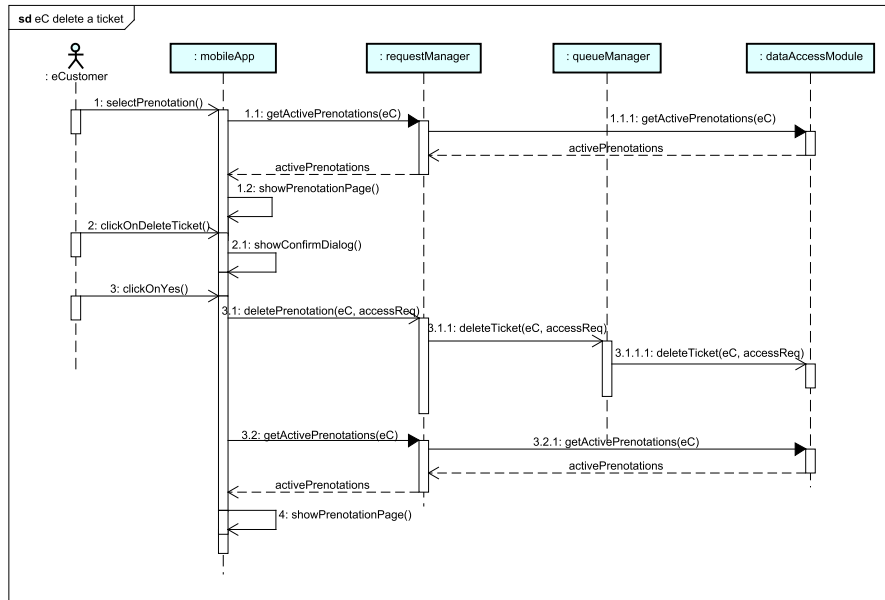 sd eC delete a ticket
: eCustomer
: mobileApp
: requestManager
: queueManager
: dataAccessModule
1: selectPrenotation()
1.1: getActivePrenotations(eC)
1.1.1: getActivePrenotations(eC)
activePrenotations
activePrenotations
1.2: showPrenotationPage()
2: clickOnDeleteTicket()
2.1: showConfirmDialog()
3: clickOnYes()
3.1: deletePrenotation(eC, accessReq)
3.1.1: deleteTicket(eC, accessReq)
3.1.1.1: deleteTicket(eC, accessReq)
3.2: getActivePrenotations(eC)
3.2.1: getActivePrenotations(eC)
activePrenotations
activePrenotations
4: showPrenotationPage()